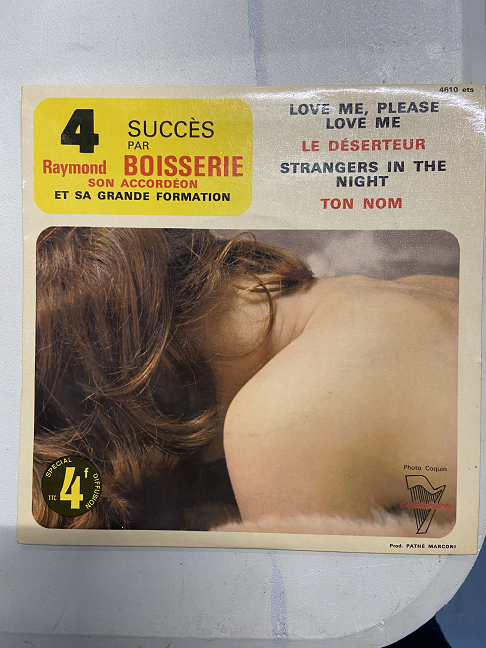 4610 ets
4 SUCCÈS
PAR
Raymond BOISSERIE
SON ACCORDÉON
ET SA GRANDE FORMATION
LOVE ME, PLEASE
LOVE ME
LE DÉSERTEUR
STRANGERS IN THE
NIGHT
TON NOM
SPECIAL DIFFUSION
TTC 4f
Photo Coquin
Prod. PATHÉ MARCONI